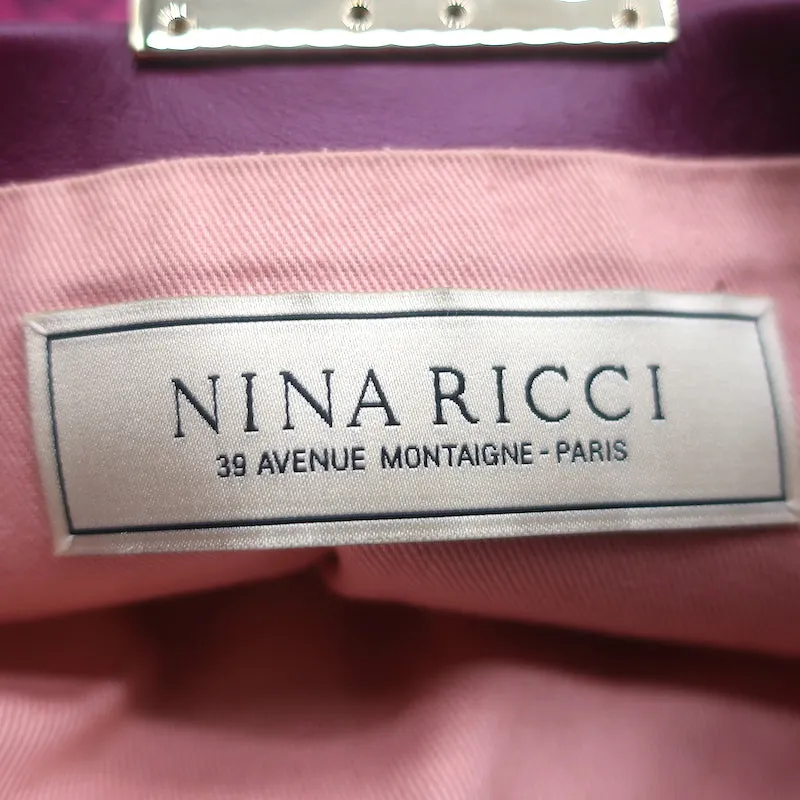 NINA RICCI
39 AVENUE MONTAIGNE - PARIS